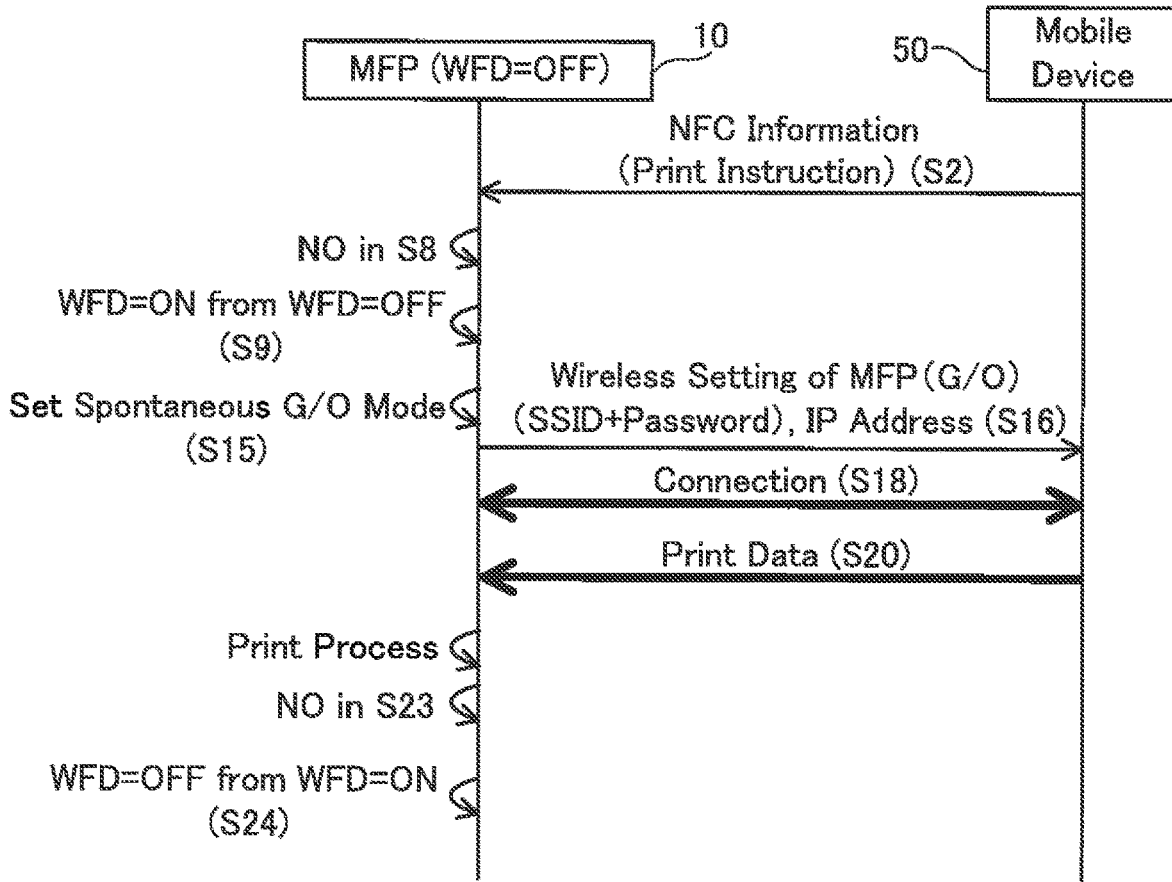 10
MFP (WFD=OFF)
50
Mobile
Device
NFC Information
(Print Instruction) (S2)
NO in S8
WFD=ON from WFD=OFF
(S9)
Wireless Setting of MFP(G/O)
Set Spontaneous G/O Mode
(SSID+Password), IP Address (S16)
(S15)
Connection (S18)
Print Data (S20)
Print Process
NO in S23
WFD=OFF from WFD=ON
(S24)